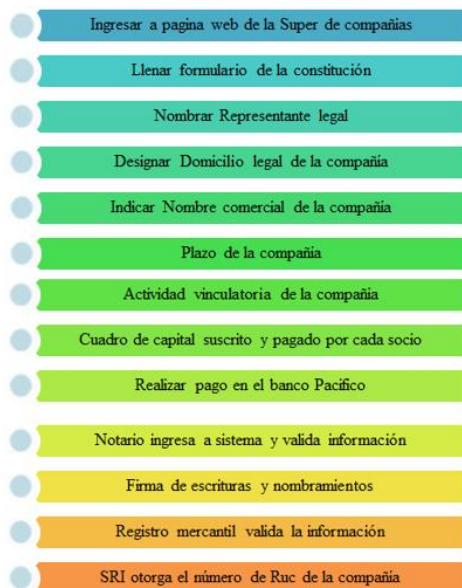 Ingresar a pagina web de la Super de compañias
Llenar formulario de la constitución
Nombrar Representante legal
Designar Domicilio legal de la compañía
Indicar Nombre comercial de la compañía
Plazo de la compañía
Actividad vinculatoria de la compañía
Cuadro de capital suscrito y pagado por cada socio
Realizar pago en el banco Pacifico
Notario ingresa a sistema y valida información
Firma de escrituras y nombramientos
Registro mercantil valida la información
SRI otorga el número de Ruc de la compañía